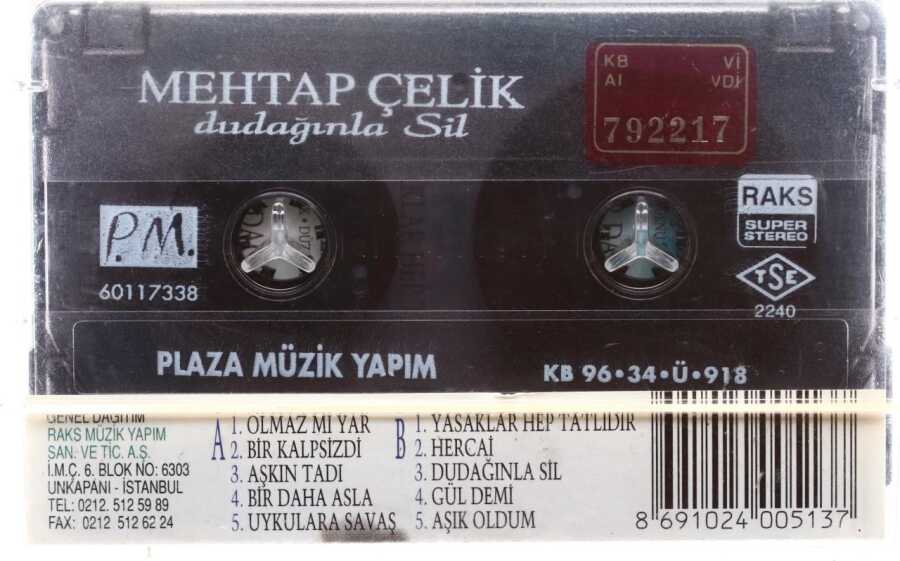 MEHTAP ÇELİK
dudağınla Sil
KB Vİ
AI VDİ
792217
P.M.
60117338
RAKS
SUPER
STEREO
TSE
2240
PLAZA MÜZİK YAPIM
KB 96•34•Ü•918
GENEL DAĞITIM
RAKS MÜZİK YAPIM
SAN. VE TİC. A.Ş.
İ.M.Ç. 6. BLOK NO: 6303
UNKAPANI - İSTANBUL
TEL: 0212. 512 59 89
FAX: 0212 512 62 24
A
1. OLMAZ MI YAR
2. BİR KALPSİZDİ
3. AŞKIN TADI
4. BİR DAHA ASLA
5. UYKULARA SAVAŞ
B
1. YASAKLAR HEP TATLIDIR
2. HERCAİ
3. DUDAĞINLA SİL
4. GÜL DEMİ
5. AŞIK OLDUM
8 691024 005137